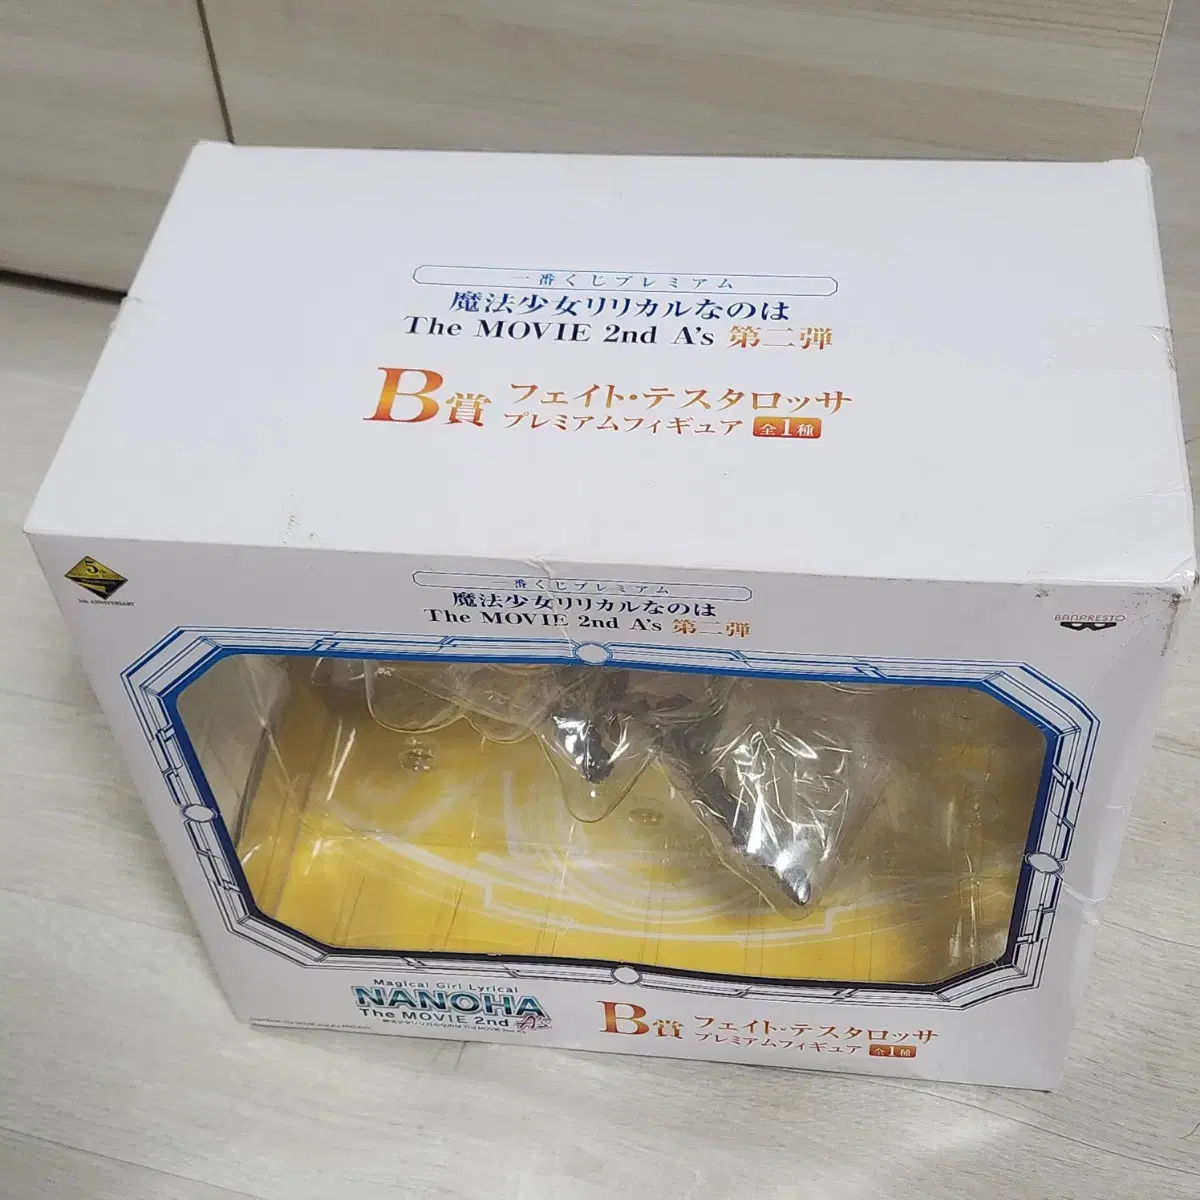 一番くじプレミアム
魔法少女リリカルなのは
The MOVIE 2nd A's 第二弾
B賞 フェイト・テスタロッサ
プレミアムフィギュア 全1種
5th
5th ANNIVERSARY
一番くじプレミアム
魔法少女リリカルなのは
The MOVIE 2nd A's 第二弾
BANPRESTO
Magical Girl Lyrical
NANOHA
The MOVIE 2nd A's
B賞 フェイト・テスタロッサ
プレミアムフィギュア 全1種